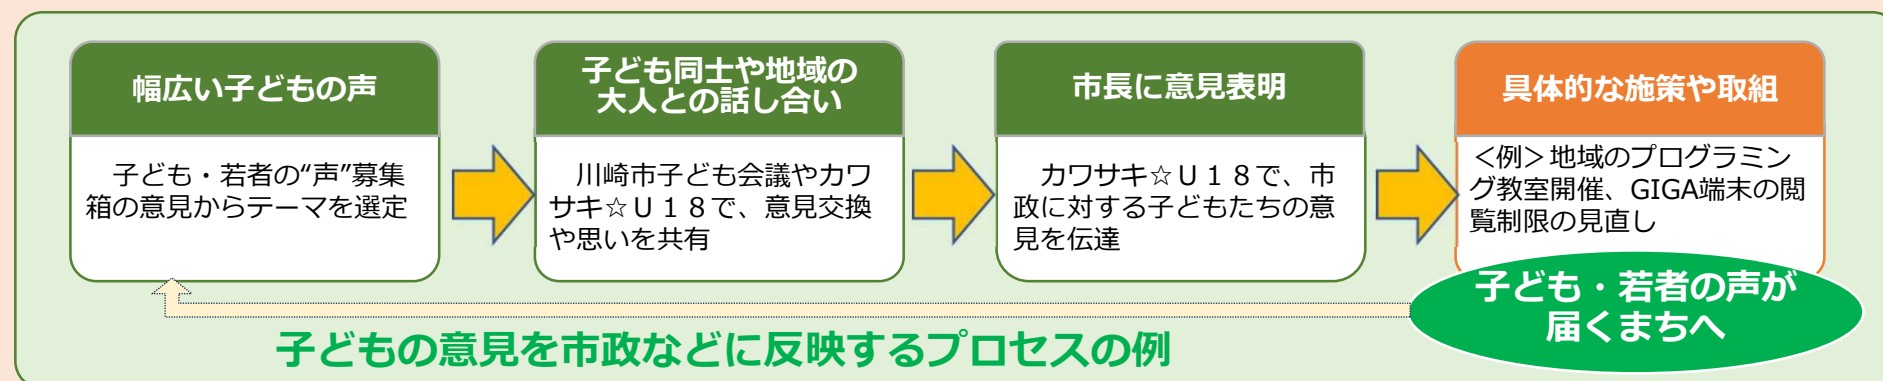 幅広い子どもの声
子ども・若者の“声”募集
箱の意見からテーマを選定
子ども同士や地域の
大人との話し合い
川崎市子ども会議やカワ
サキ☆Ｕ１８で、意見交換
や思いを共有
市長に意見表明
カワサキ☆Ｕ１８で、市
政に対する子どもたちの意
見を伝達
具体的な施策や取組
＜例＞地域のプログラミン
グ教室開催、GIGA端末の閲
覧制限の見直し
子ども・若者の声が
届くまちへ
子どもの意見を市政などに反映するプロセスの例